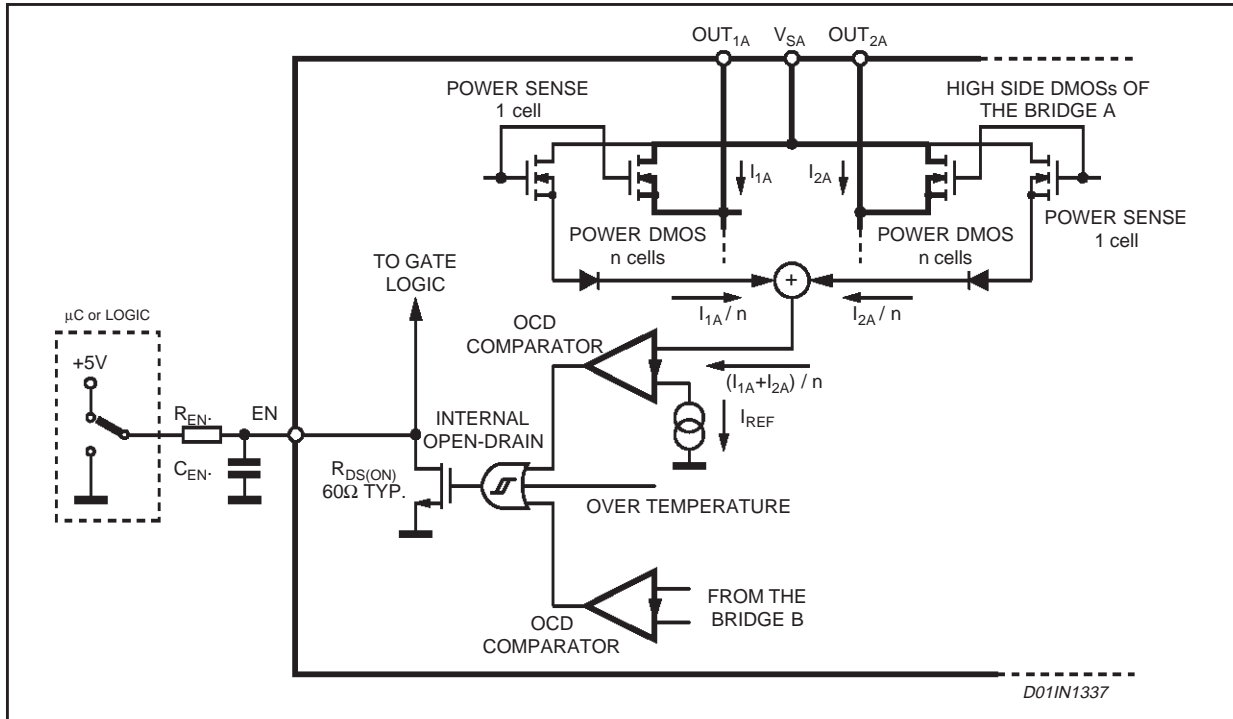 OUT1A VSA OUT2A
POWER SENSE
1 cell
HIGH SIDE DMOSs OF
THE BRIDGE A
I1A I2A
POWER SENSE
1 cell
POWER DMOS
n cells
POWER DMOS
n cells
TO GATE
LOGIC
+
I1A / n I2A / n
μC or LOGIC
OCD
COMPARATOR
+5V
(I1A+I2A) / n
REN. EN
IREF
INTERNAL
OPEN-DRAIN
CEN.
RDS(ON)
60Ω TYP.
OVER TEMPERATURE
FROM THE
BRIDGE B
OCD
COMPARATOR
D01IN1337